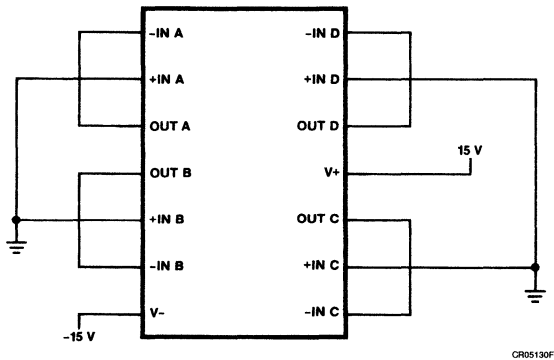 −IN A
−IN D
+IN A
+IN D
OUT A
OUT D
15 V
OUT B
V+
+IN B
OUT C
−IN B
+IN C
V−
−IN C
−15 V
CR05130F